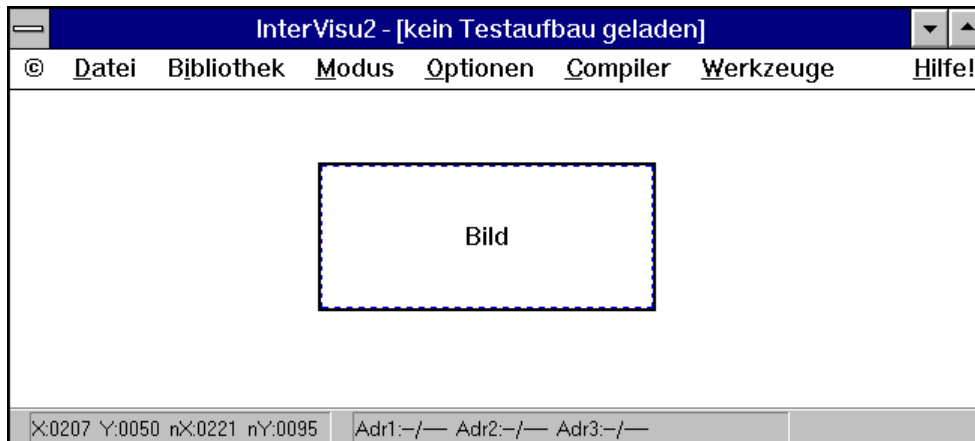 InterVisu2 - [kein Testaufbau geladen]
© Datei Bibliothek Modus Optionen Compiler Werkzeuge Hilfe!
Bild
X:0207 Y:0050 nX:0221 nY:0095 Adr1:–/–– Adr2:–/–– Adr3:–/––